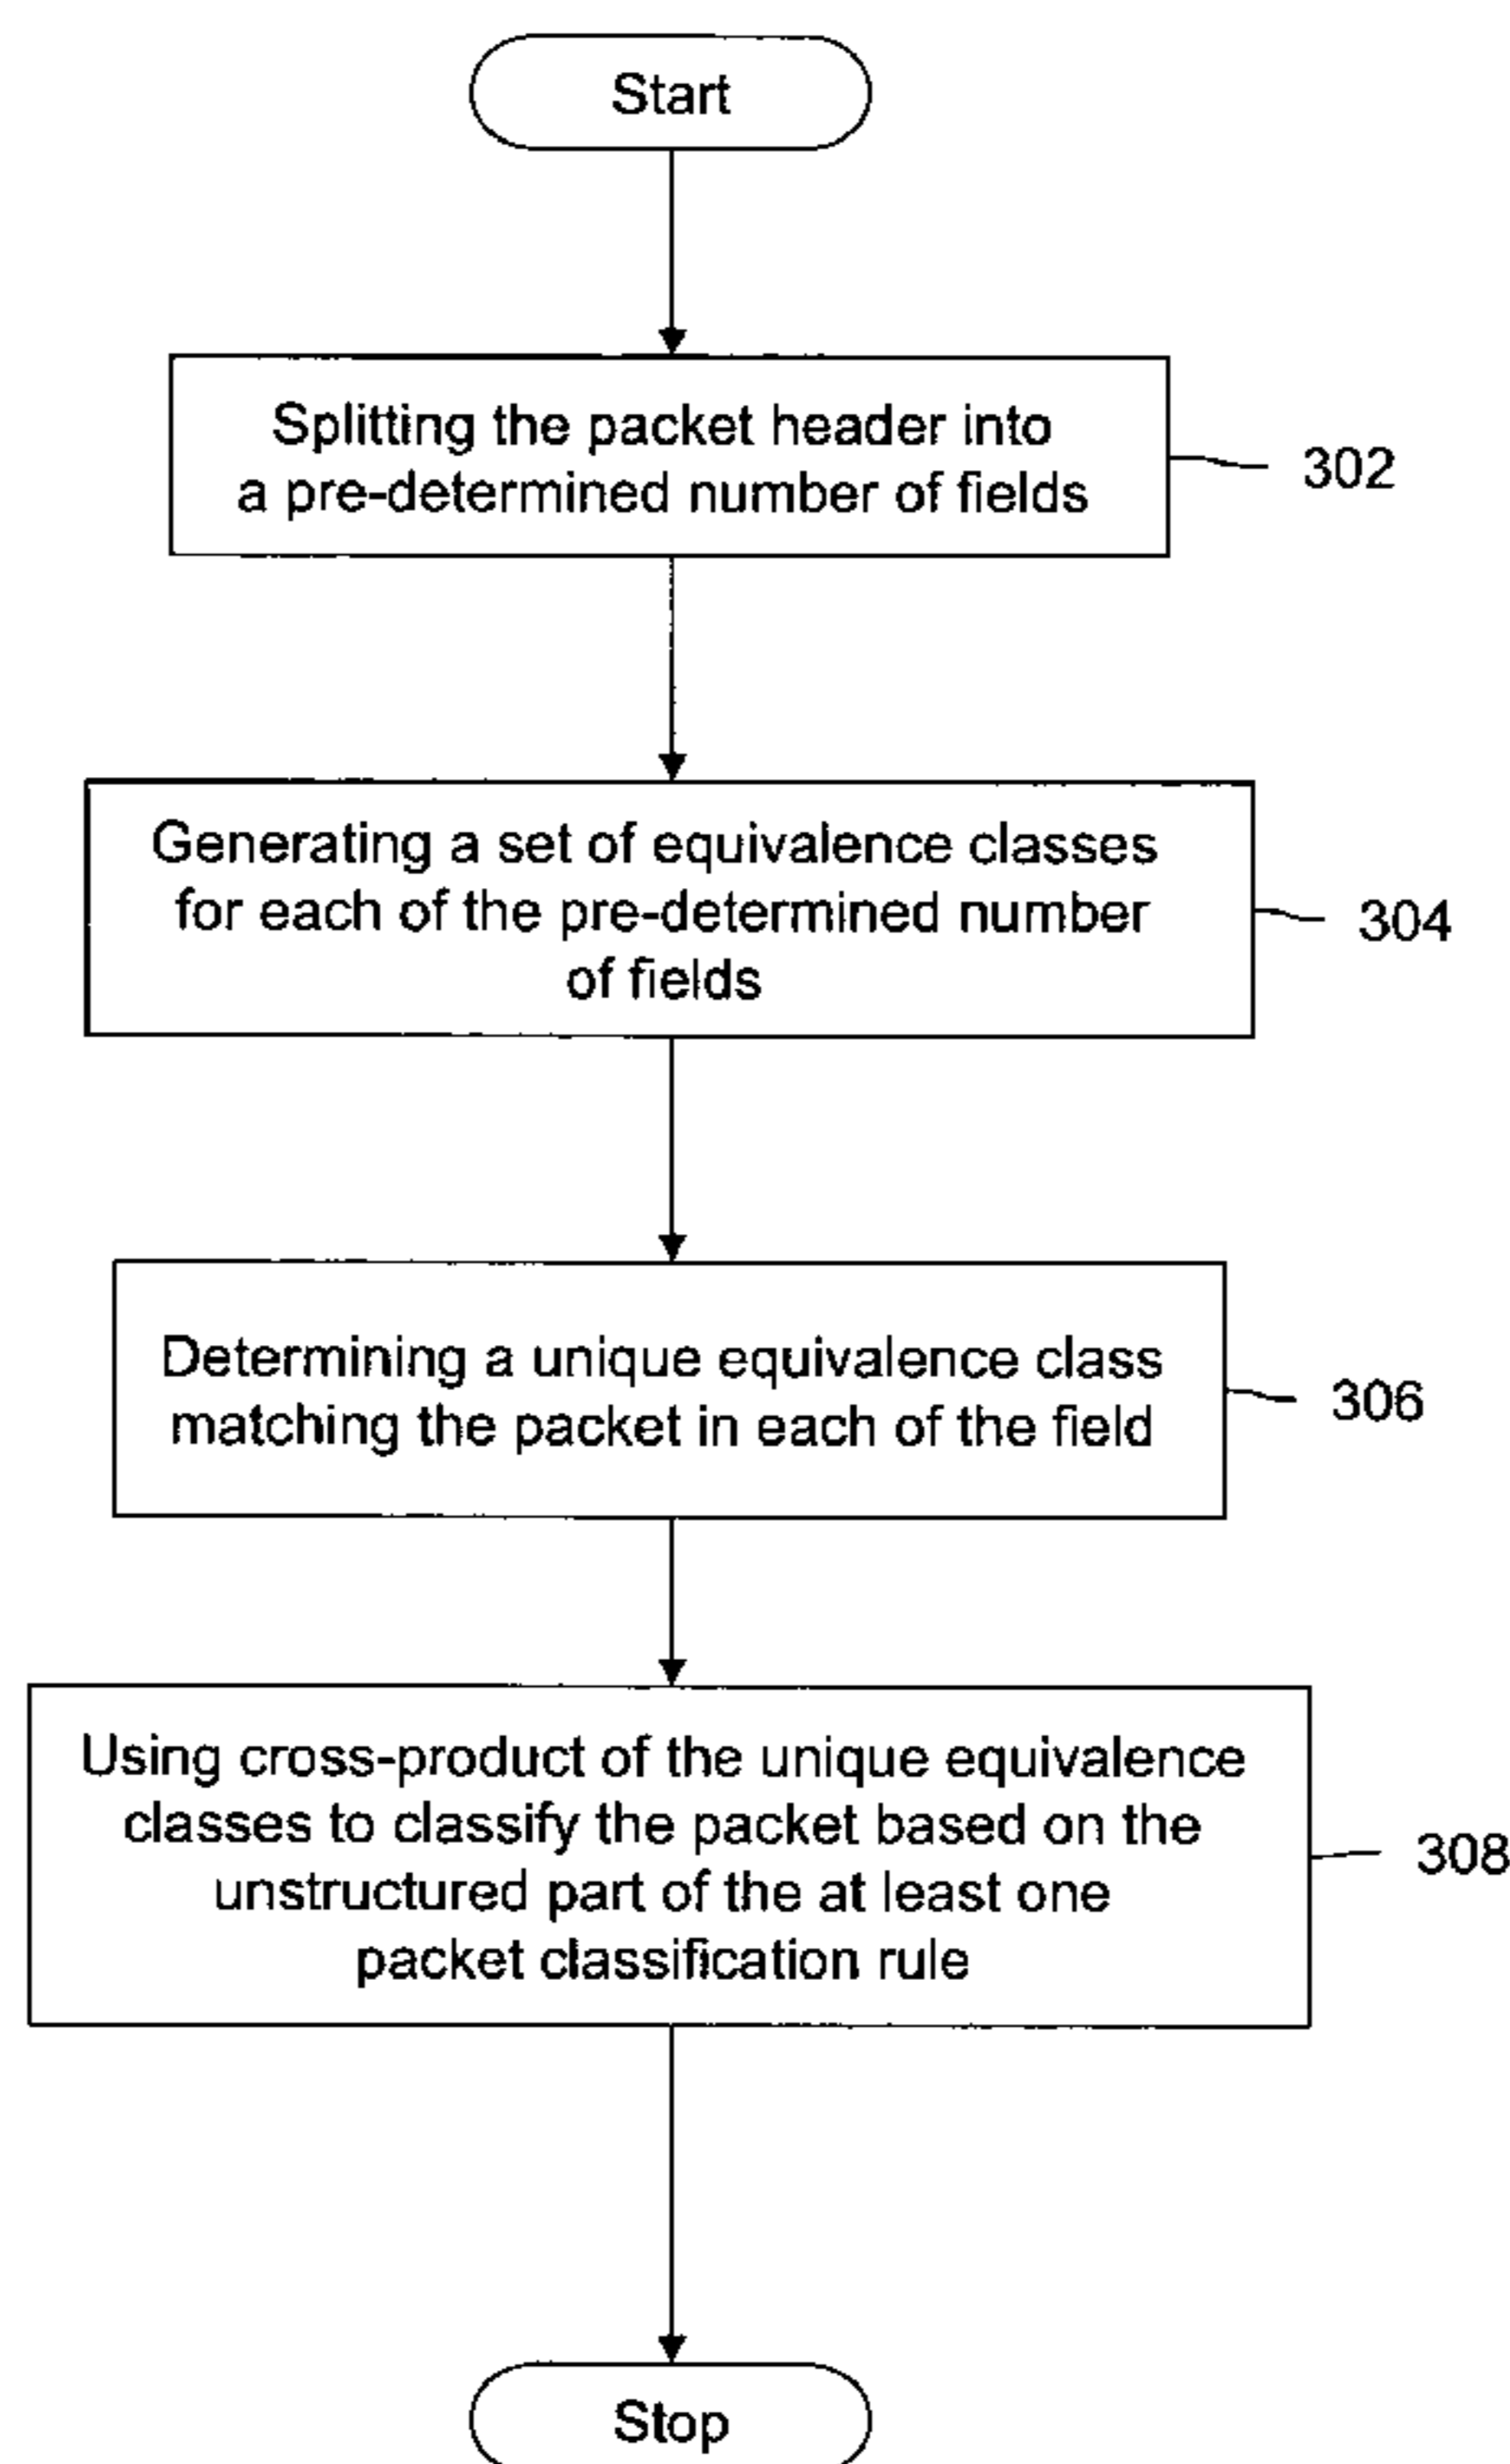 Start
Splitting the packet header into
a pre-determined number of fields
302
Generating a set of equivalence classes
for each of the pre-determined number
of fields
304
Determining a unique equivalence class
matching the packet in each of the field
306
Using cross-product of the unique equivalence
classes to classify the packet based on the
unstructured part of the at least one
packet classification rule
308
Stop